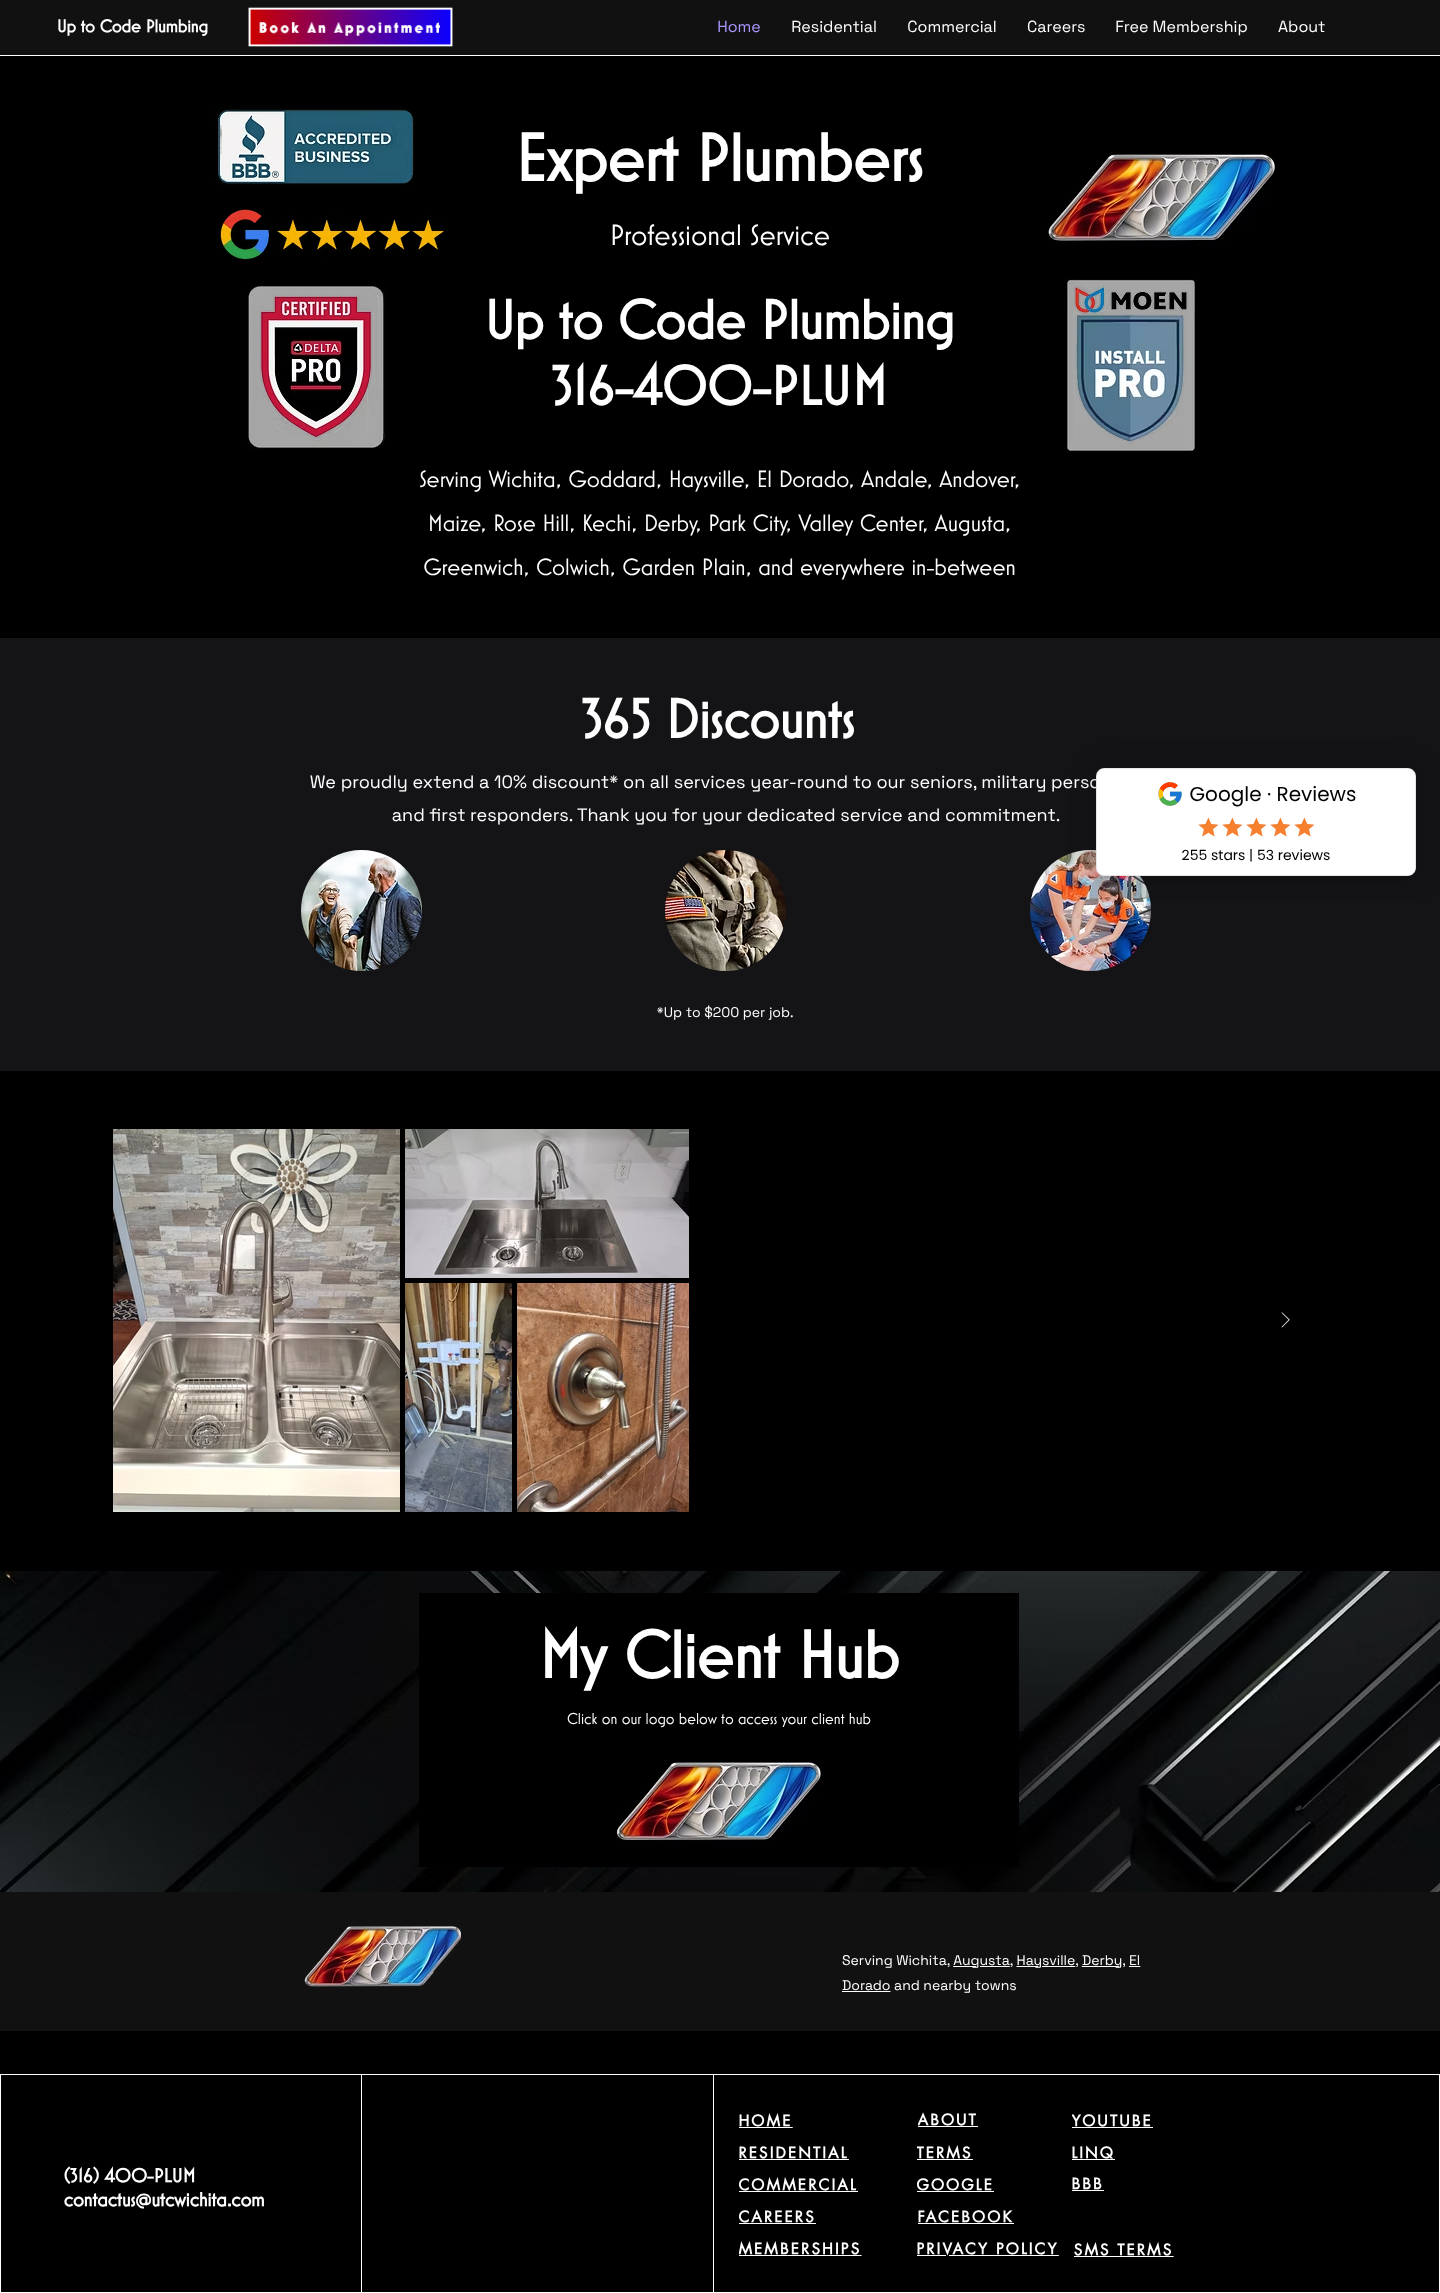 Up to Code Plumbing
Book An Appointment
Home
Residential
Commercial
Careers
Free Membership
About
BBB®
ACCREDITED
BUSINESS
Expert Plumbers
Professional Service
CERTIFIED
DELTA
PRO
Up to Code Plumbing
316-400-PLUM
MOEN
INSTALL
PRO
Serving Wichita, Goddard, Haysville, El Dorado, Andale, Andover,
Maize, Rose Hill, Kechi, Derby, Park City, Valley Center, Augusta,
Greenwich, Colwich, Garden Plain, and everywhere in-between
365 Discounts
We proudly extend a 10% discount* on all services year-round to our seniors, military
and first responders. Thank you for your dedicated service and commitment.
Google · Reviews
255 stars | 53 reviews
*Up to $200 per job.
My Client Hub
Click on our logo below to access your client hub
Serving Wichita, Augusta, Haysville, Derby, El
Dorado and nearby towns
(316) 400-PLUM
contactus@utcwichita.com
HOME
RESIDENTIAL
COMMERCIAL
CAREERS
MEMBERSHIPS
ABOUT
TERMS
GOOGLE
FACEBOOK
PRIVACY POLICY
YOUTUBE
LINQ
BBB
SMS TERMS